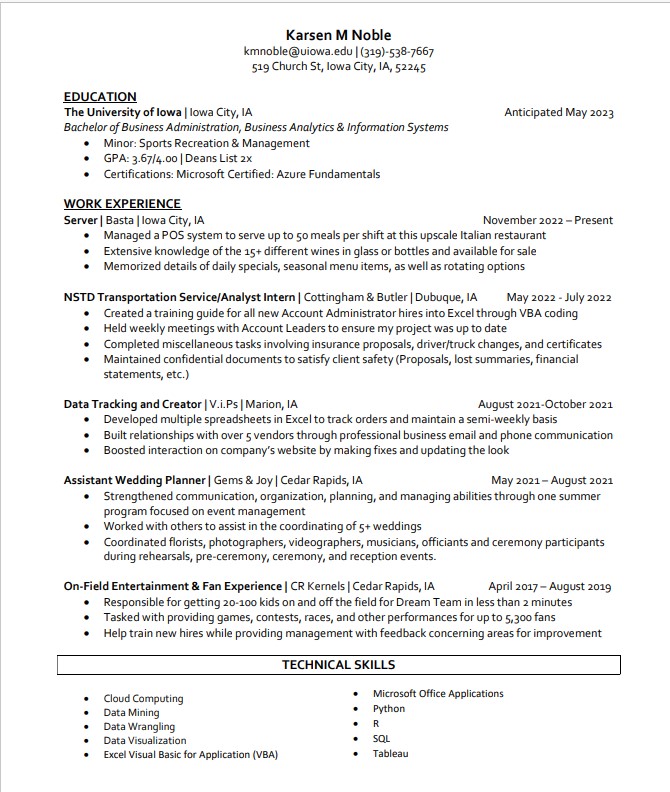 Karsen M Noble
kmnoble@uiowa.edu | (319)-538-7667
519 Church St, Iowa City, IA, 52245
EDUCATION
The University of Iowa | Iowa City, IA Anticipated May 2023
Bachelor of Business Administration, Business Analytics & Information Systems
• Minor: Sports Recreation & Management
• GPA: 3.67/4.00 | Deans List 2x
• Certifications: Microsoft Certified: Azure Fundamentals
WORK EXPERIENCE
Server | Basta | Iowa City, IA November 2022 – Present
• Managed a POS system to serve up to 50 meals per shift at this upscale Italian restaurant
• Extensive knowledge of the 15+ different wines in glass or bottles and available for sale
• Memorized details of daily specials, seasonal menu items, as well as rotating options
NSTD Transportation Service/Analyst Intern | Cottingham & Butler | Dubuque, IA May 2022 - July 2022
• Created a training guide for all new Account Administrator hires into Excel through VBA coding
• Held weekly meetings with Account Leaders to ensure my project was up to date
• Completed miscellaneous tasks involving insurance proposals, driver/truck changes, and certificates
• Maintained confidential documents to satisfy client safety (Proposals, lost summaries, financial
statements, etc.)
Data Tracking and Creator | V.i.Ps | Marion, IA August 2021-October 2021
• Developed multiple spreadsheets in Excel to track orders and maintain a semi-weekly basis
• Built relationships with over 5 vendors through professional business email and phone communication
• Boosted interaction on company's website by making fixes and updating the look
Assistant Wedding Planner | Gems & Joy | Cedar Rapids, IA May 2021 – August 2021
• Strengthened communication, organization, planning, and managing abilities through one summer
program focused on event management
• Worked with others to assist in the coordinating of 5+ weddings
• Coordinated florists, photographers, videographers, musicians, officiants and ceremony participants
during rehearsals, pre-ceremony, ceremony, and reception events.
On-Field Entertainment & Fan Experience | CR Kernels | Cedar Rapids, IA April 2017 – August 2019
• Responsible for getting 20-100 kids on and off the field for Dream Team in less than 2 minutes
• Tasked with providing games, contests, races, and other performances for up to 5,300 fans
• Help train new hires while providing management with feedback concerning areas for improvement
TECHNICAL SKILLS
• Cloud Computing
• Data Mining
• Data Wrangling
• Data Visualization
• Excel Visual Basic for Application (VBA)
• Microsoft Office Applications
• Python
• R
• SQL
• Tableau